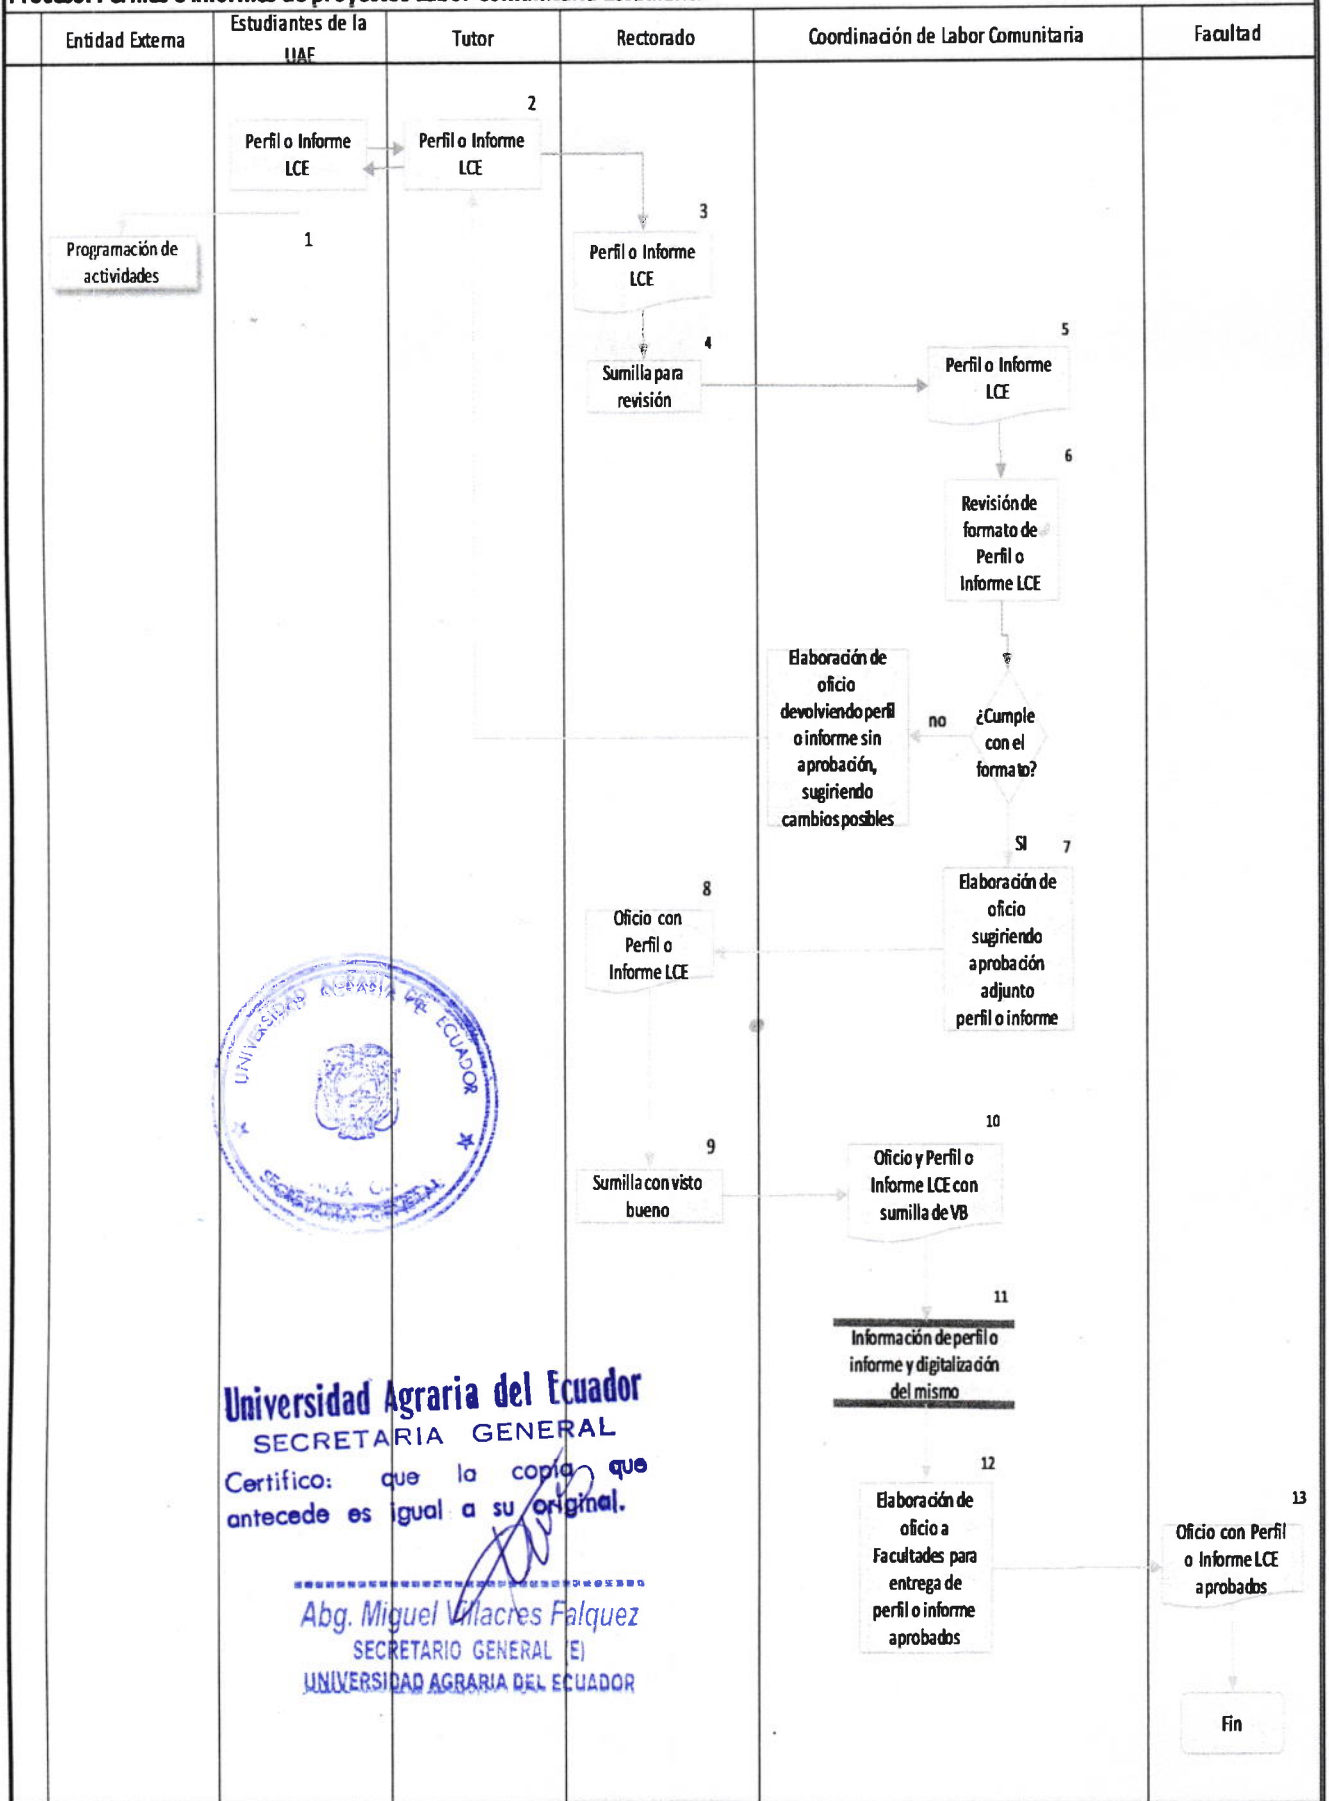 Entidad Externa
Estudiantes de la
UAE
Tutor
Rectorado
Coordinación de Labor Comunitaria
Facultad
2
Perfil o Informe
LCE
Perfil o Informe
LCE
1
Programación de
actividades
3
Perfil o Informe
LCE
4
Sumilla para
revisión
5
Perfil o Informe
LCE
6
Revisión de
formato de
Perfil o
Informe LCE
¿Cumple
con el
formato?
no
Elaboración de
oficio
devolviendo perfil
o informe sin
aprobación,
sugiriendo
cambios posibles
SI
7
Elaboración de
oficio
sugiriendo
aprobación
adjunto
perfil o informe
8
Oficio con
Perfil o
Informe LCE
9
Sumilla con visto
bueno
10
Oficio y Perfil o
Informe LCE con
sumilla de VB
11
Información de perfil o
informe y digitalización
del mismo
12
Elaboración de
oficio a
Facultades para
entrega de
perfil o informe
aprobados
13
Oficio con Perfil
o Informe LCE
aprobados
Fin
UNIVERSIDAD AGRARIA DEL ECUADOR
SECRETARIA GENERAL
Universidad Agraria del Ecuador
SECRETARIA GENERAL
Certifico: que la copia que
antecede es igual a su original.
Abg. Miguel Villacres Falquez
SECRETARIO GENERAL (E)
UNIVERSIDAD AGRARIA DEL ECUADOR